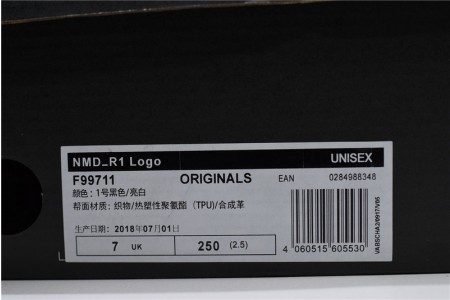 NMD_R1 Logo UNISEX
F99711 ORIGINALS EAN 0284988348
颜色：1号黑色/亮白
帮面材质：织物/热塑性聚氨酯（TPU)/合成革
生产日期：2018年07月01日
7 UK 250 (2.5)
4 060515 605530